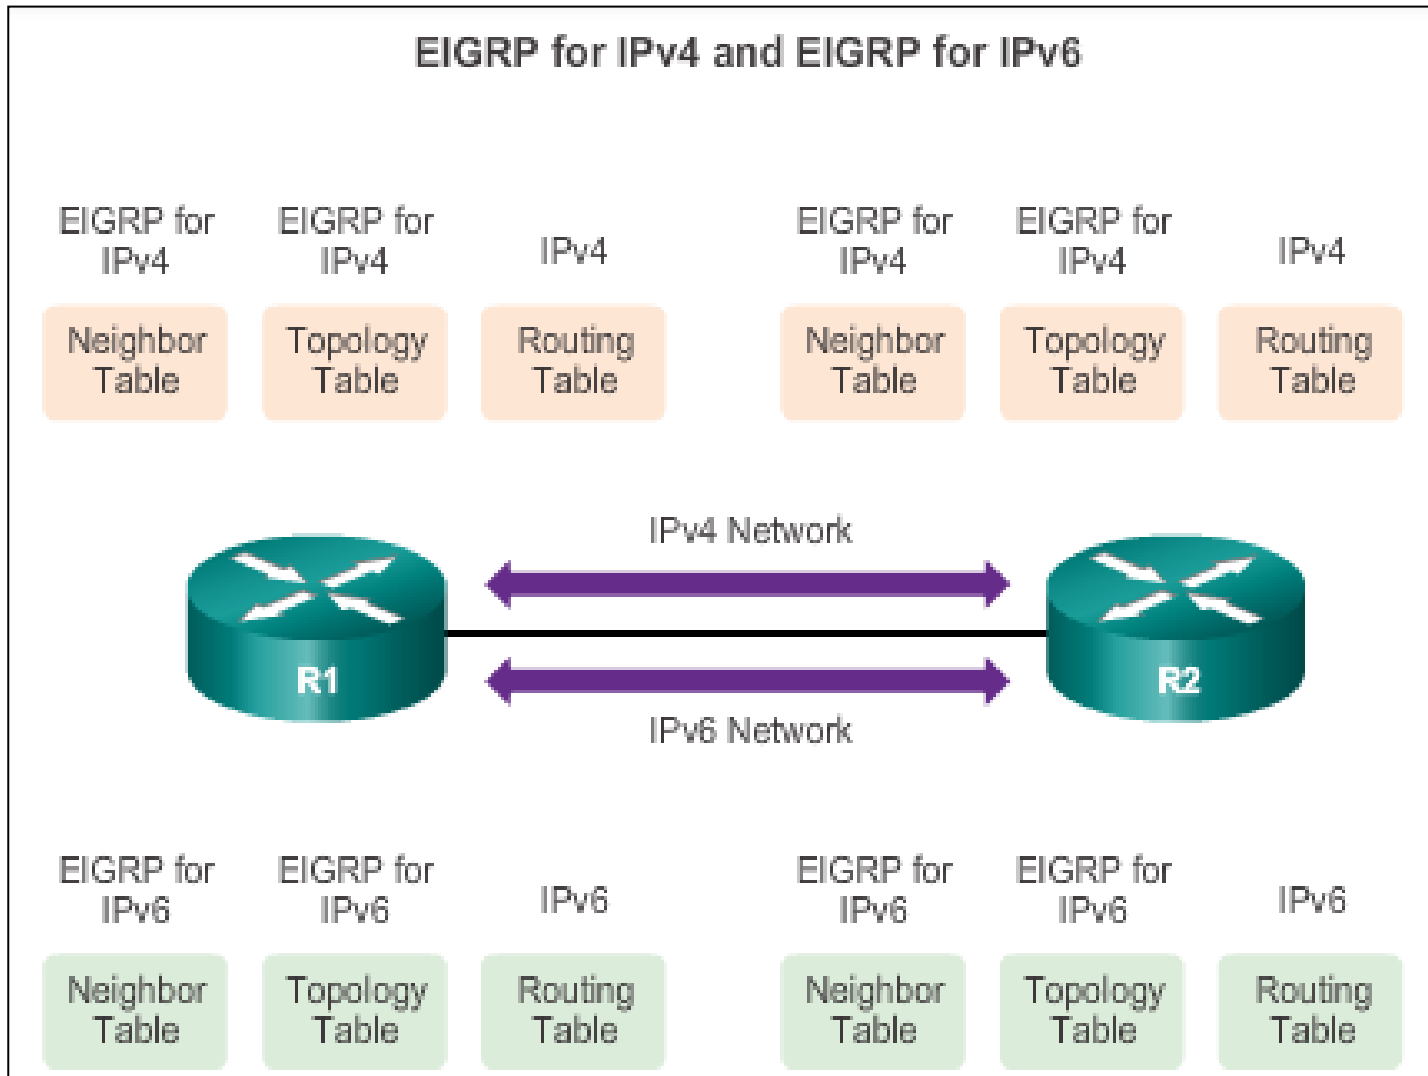 EIGRP for IPv4 and EIGRP for IPv6
EIGRP for
IPv4
EIGRP for
IPv4
IPv4
EIGRP for
IPv4
EIGRP for
IPv4
IPv4
Neighbor
Table
Topology
Table
Routing
Table
Neighbor
Table
Topology
Table
Routing
Table
IPv4 Network
R1
R2
IPv6 Network
EIGRP for
IPv6
EIGRP for
IPv6
IPv6
EIGRP for
IPv6
EIGRP for
IPv6
IPv6
Neighbor
Table
Topology
Table
Routing
Table
Neighbor
Table
Topology
Table
Routing
Table